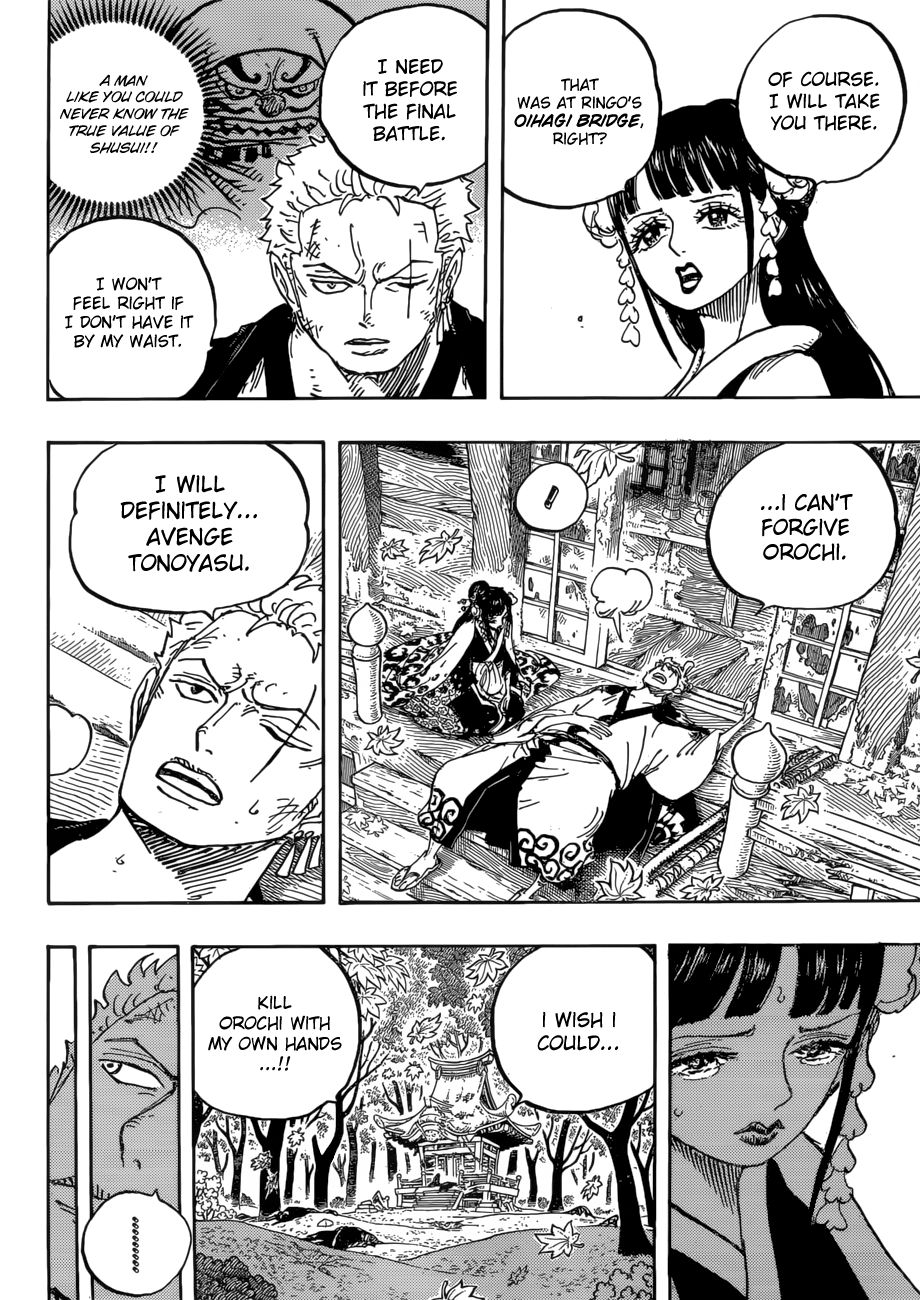 OF COURSE.
I WILL TAKE
YOU THERE.
THAT
WAS AT RINGO'S
OIHAGI BRIDGE,
RIGHT?
I NEED
IT BEFORE
THE FINAL
BATTLE.
A MAN
LIKE YOU COULD
NEVER KNOW THE
TRUE VALUE OF
SHUSUI!!
I WON'T
FEEL RIGHT IF
I DON'T HAVE IT
BY MY WAIST.
...I CAN'T
FORGIVE
OROCHI.
!
I WILL
DEFINITELY...
AVENGE
TONOYASU.
I WISH I
COULD...
KILL
OROCHI WITH
MY OWN HANDS
...!!
.........